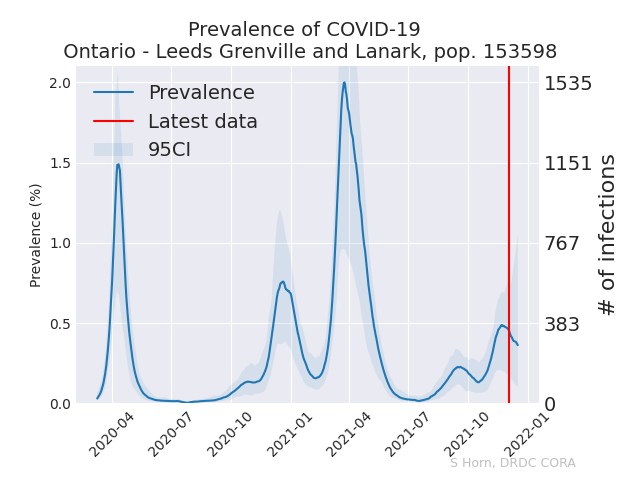 Prevalence of COVID-19
Ontario - Leeds Grenville and Lanark, pop. 153598
Prevalence
Latest data
95CI
Prevalence (%)
2.0
1.5
1.0
0.5
0.0
# of infections
1535
1151
767
383
0
2020-04
2020-07
2020-10
2021-01
2021-04
2021-07
2021-10
2022-01
S Horn, DRDC CORA